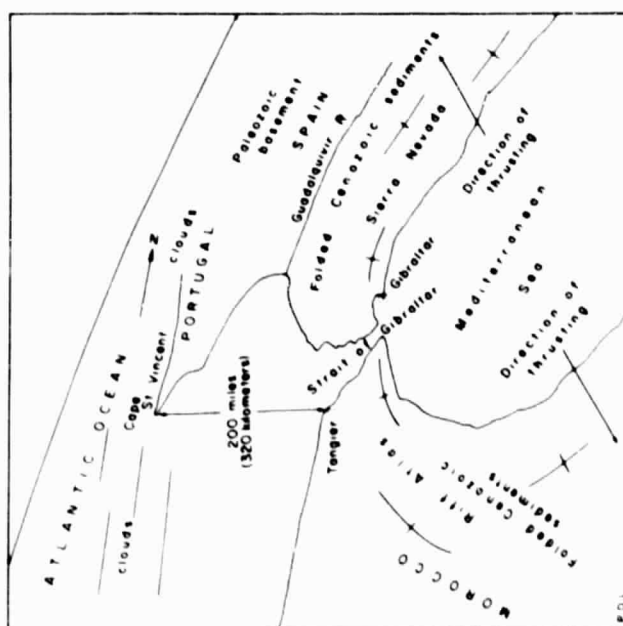 ATLANTIC OCEAN
clouds
Cape
St Vincent
N
clouds
PORTUGAL
Paleozoic
basement
SPAIN
Guadalquivir R
Folded Cenozoic sediments
Sierra Nevada
200 miles
(320 kilometers)
Tangier
Strait of
Gibraltar
Gibraltar
Direction of
thrusting
Mediterranean
Sea
Direction of
thrusting
Riff Atlas
Folded Cenozoic
sediments
MOROCCO